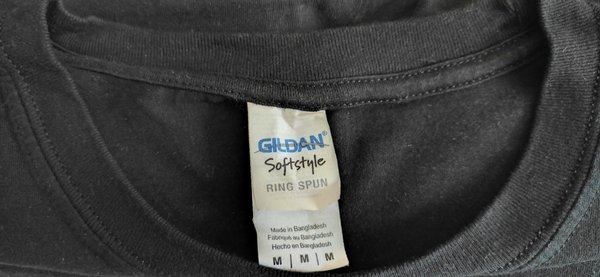 GILDAN®
Softstyle
RING SPUN
Made in Bangladesh
Fabriqué au Bangladesh
Hecho en Bangladesh
M | M | M